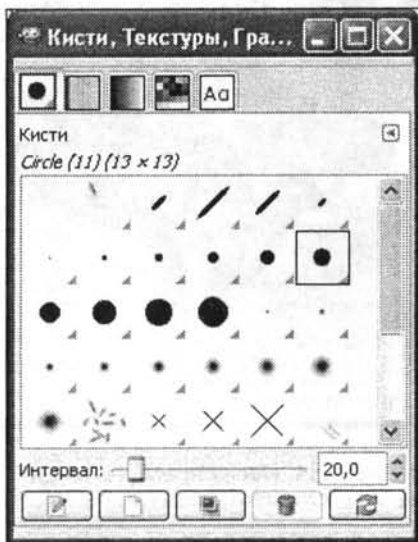 Кисти, Текстуры, Гра...
Aa
Кисти
Circle (11) (13 × 13)
Интервал: 20,0